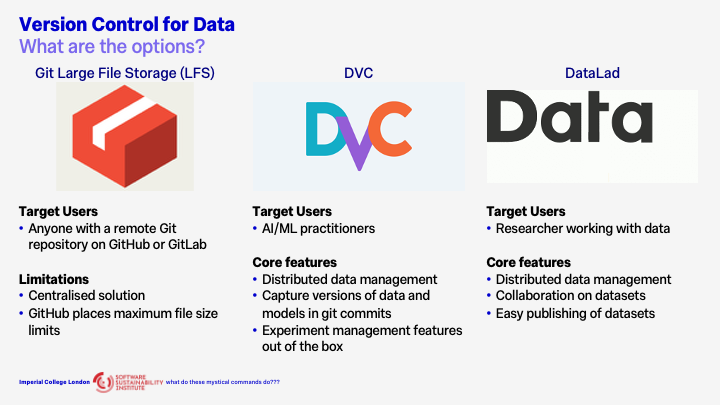 Version Control for Data
What are the options?
Git Large File Storage (LFS)
DVC
DataLad
DVC
Data
Target Users
• Anyone with a remote Git
repository on GitHub or GitLab
Limitations
• Centralised solution
• GitHub places maximum file size
limits
Target Users
• AI/ML practitioners
Core features
• Distributed data management
• Capture versions of data and
models in git commits
• Experiment management features
out of the box
Target Users
• Researcher working with data
Core features
• Distributed data management
• Collaboration on datasets
• Easy publishing of datasets
Imperial College London
SOFTWARE
SUSTAINABILITY
INSTITUTE
what do these mystical commands do???